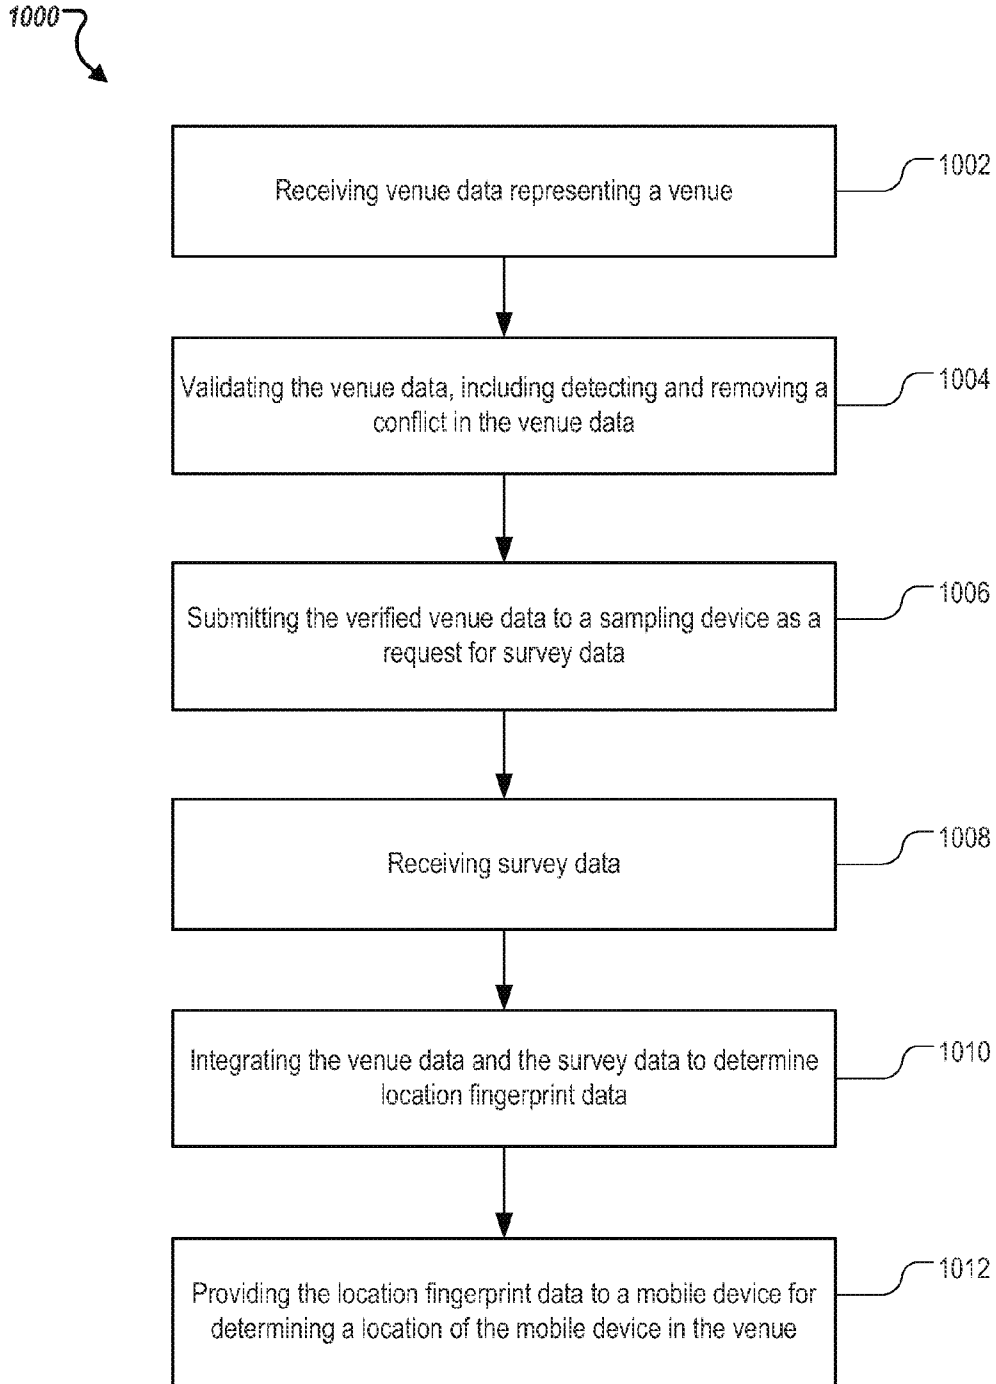 1000
Receiving venue data representing a venue
1002
Validating the venue data, including detecting and removing a
conflict in the venue data
1004
Submitting the verified venue data to a sampling device as a
request for survey data
1006
Receiving survey data
1008
Integrating the venue data and the survey data to determine
location fingerprint data
1010
Providing the location fingerprint data to a mobile device for
determining a location of the mobile device in the venue
1012